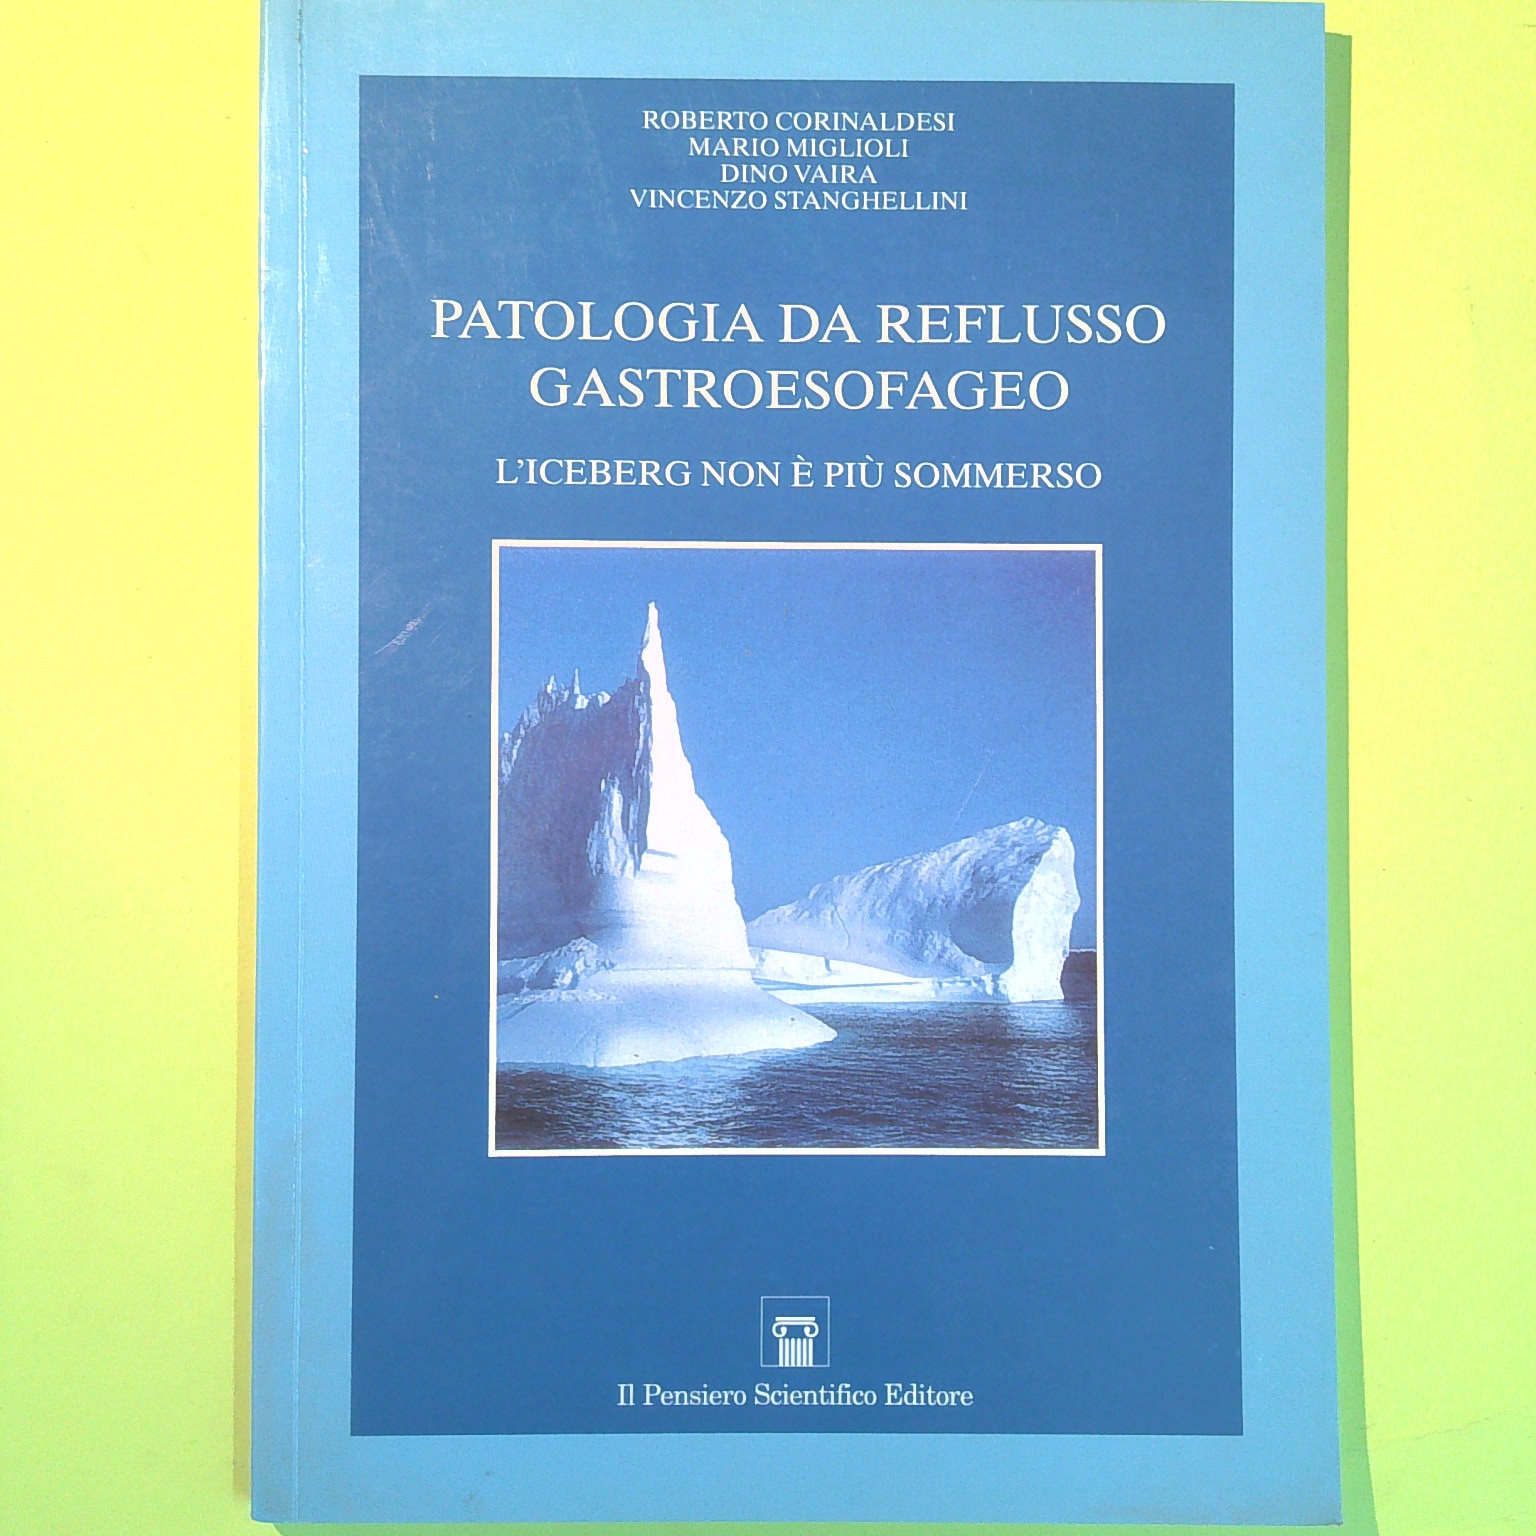 ROBERTO CORINALDESI
MARIO MIGLIOLI
DINO VAIRA
VINCENZO STANGHELLINI
PATOLOGIA DA REFLUSSO
GASTROESOFAGEO
L'ICEBERG NON È PIÙ SOMMERSO
Il Pensiero Scientifico Editore